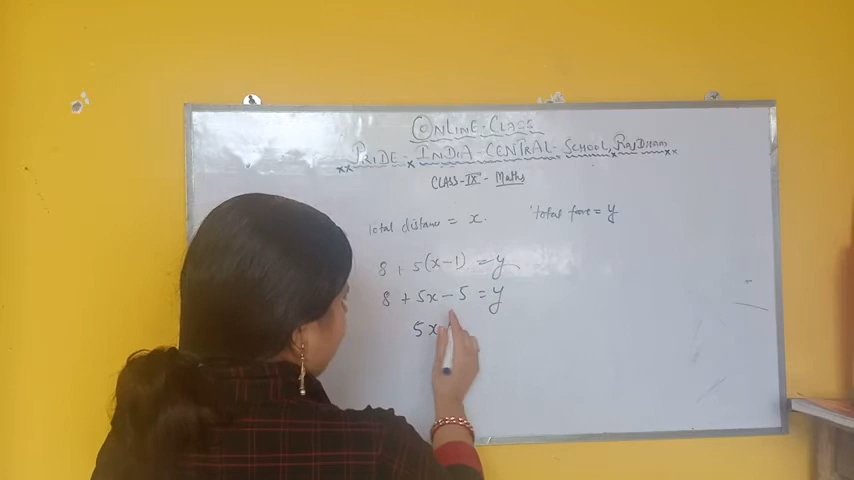 ONLINE-CLASS
PRIDE-INDIA CENTRAL-SCHOOL,
CLASS-IX-Maths
Total distance = x. Total fare = y
8 + 5(x-1) = y
8 + 5x - 5 = y
5x